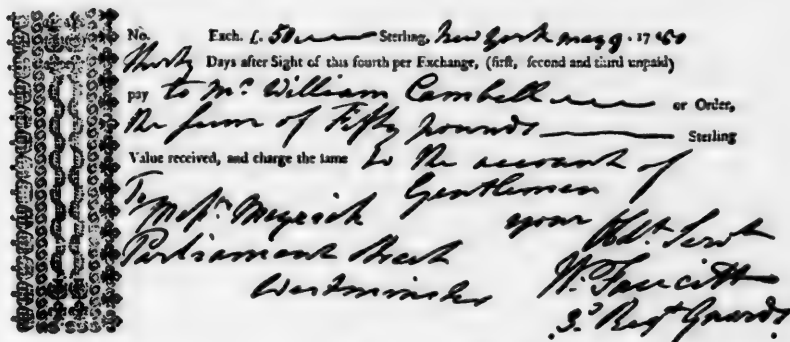 No. Exch. £. 50 Sterling, New York May 9. 1760
Thirty Days after Sight of this fourth per Exchange, (first, second and third unpaid)
pay to Mr. William Cambell or Order,
the sum of Fifty pounds Sterling
Value received, and charge the same to the account of
Gentlemen
To
Messrs. Meyrick your Obdt. Servt.
Parliament Street W. Faucitt
Westminster 3d Regt Guards.